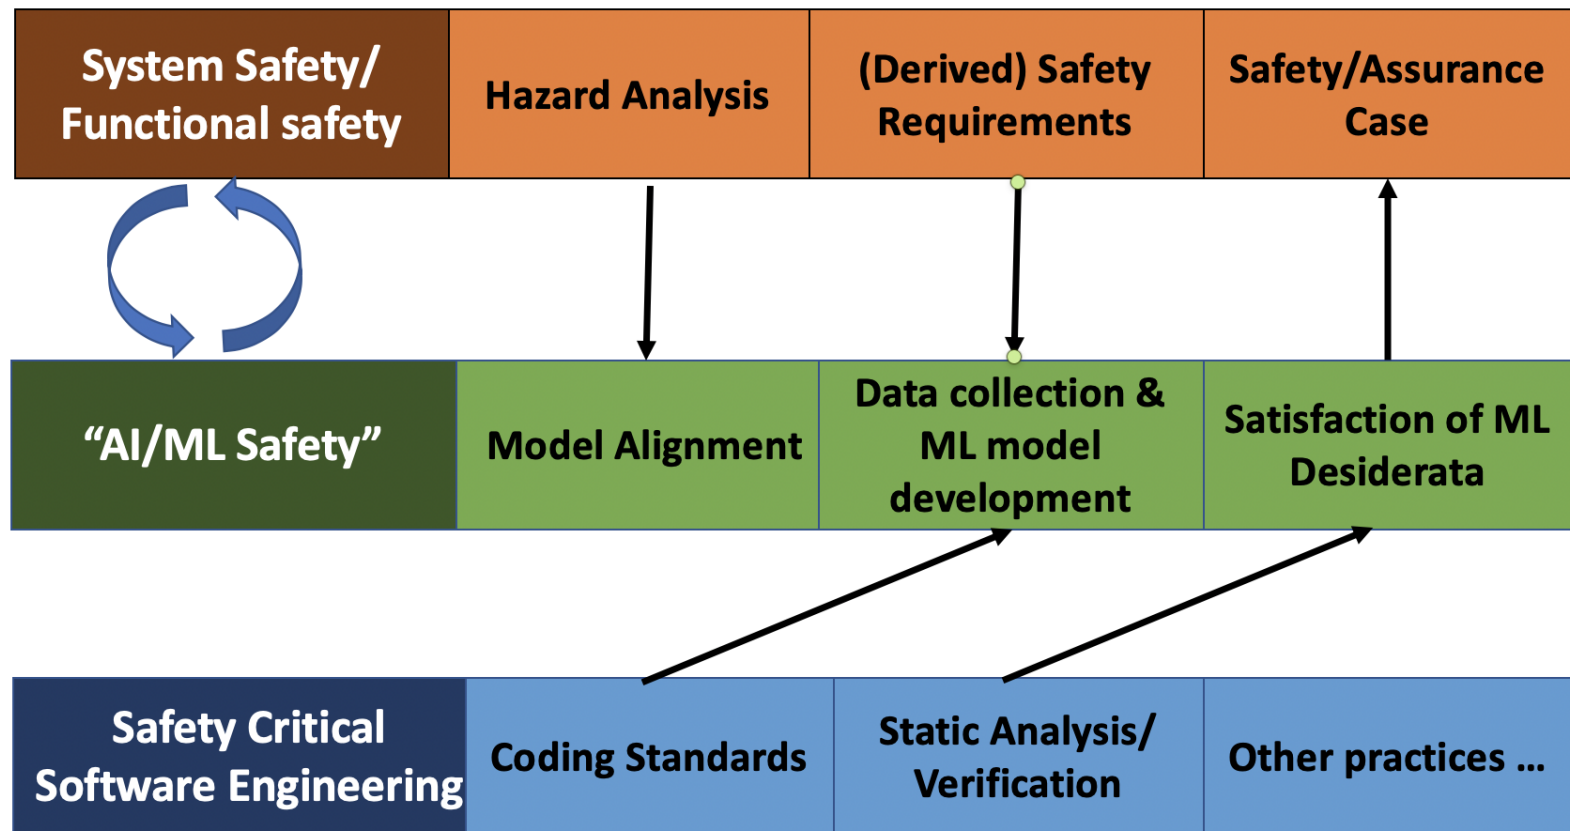 System Safety/
Functional safety
Hazard Analysis
(Derived) Safety
Requirements
Safety/Assurance
Case
“AI/ML Safety”
Model Alignment
Data collection &
ML model
development
Satisfaction of ML
Desiderata
Safety Critical
Software Engineering
Coding Standards
Static Analysis/
Verification
Other practices ...